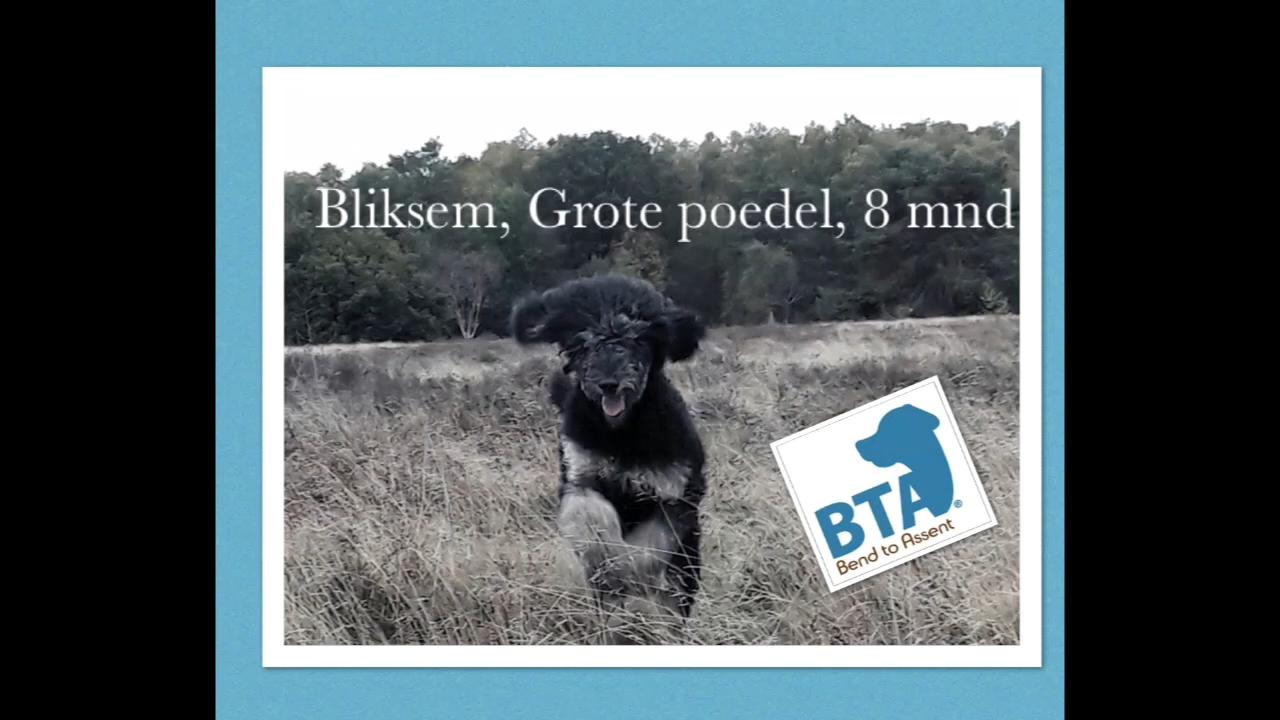 Bliksem, Grote poedel, 8 mnd
BTA®
Bend to Assent